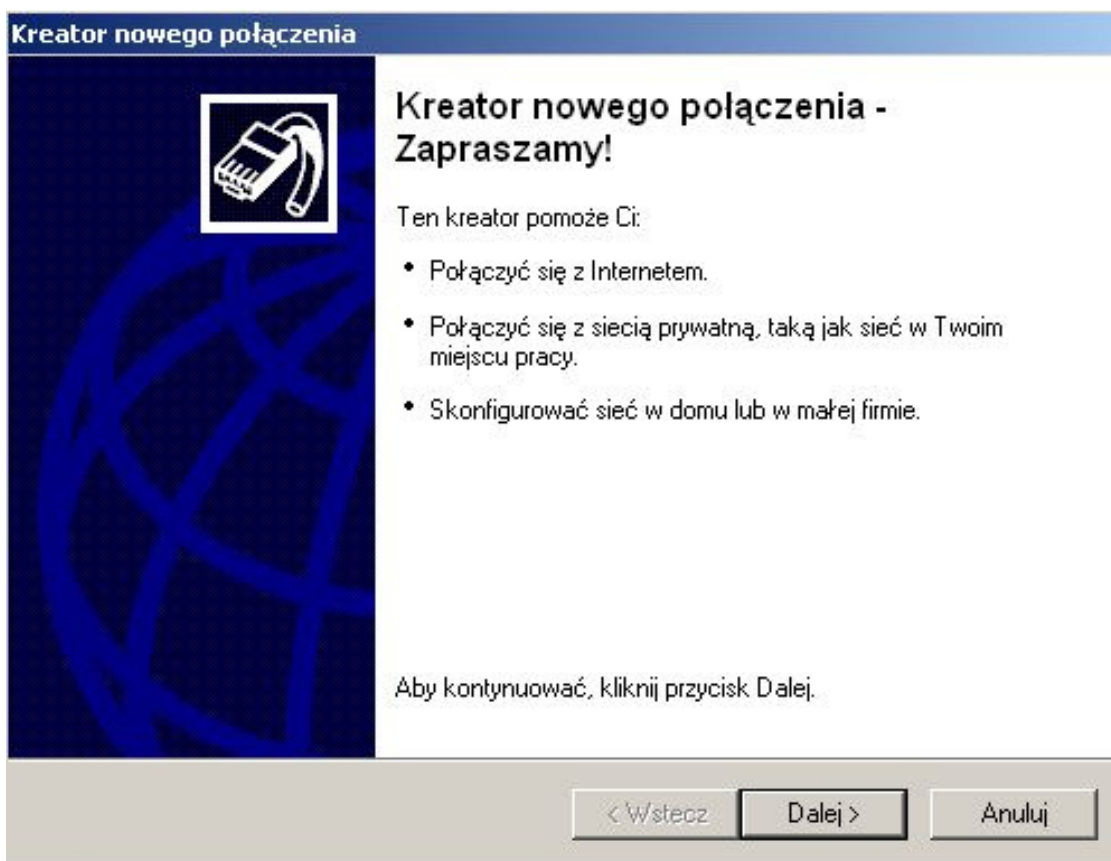 Kreator nowego połączenia
Kreator nowego połączenia -
Zapraszamy!
Ten kreator pomoże Ci:
• Połączyć się z Internetem.
• Połączyć się z siecią prywatną, taką jak sieć w Twoim
miejscu pracy.
• Skonfigurować sieć w domu lub w małej firmie.
Aby kontynuować, kliknij przycisk Dalej.
< Wstecz Dalej > Anuluj